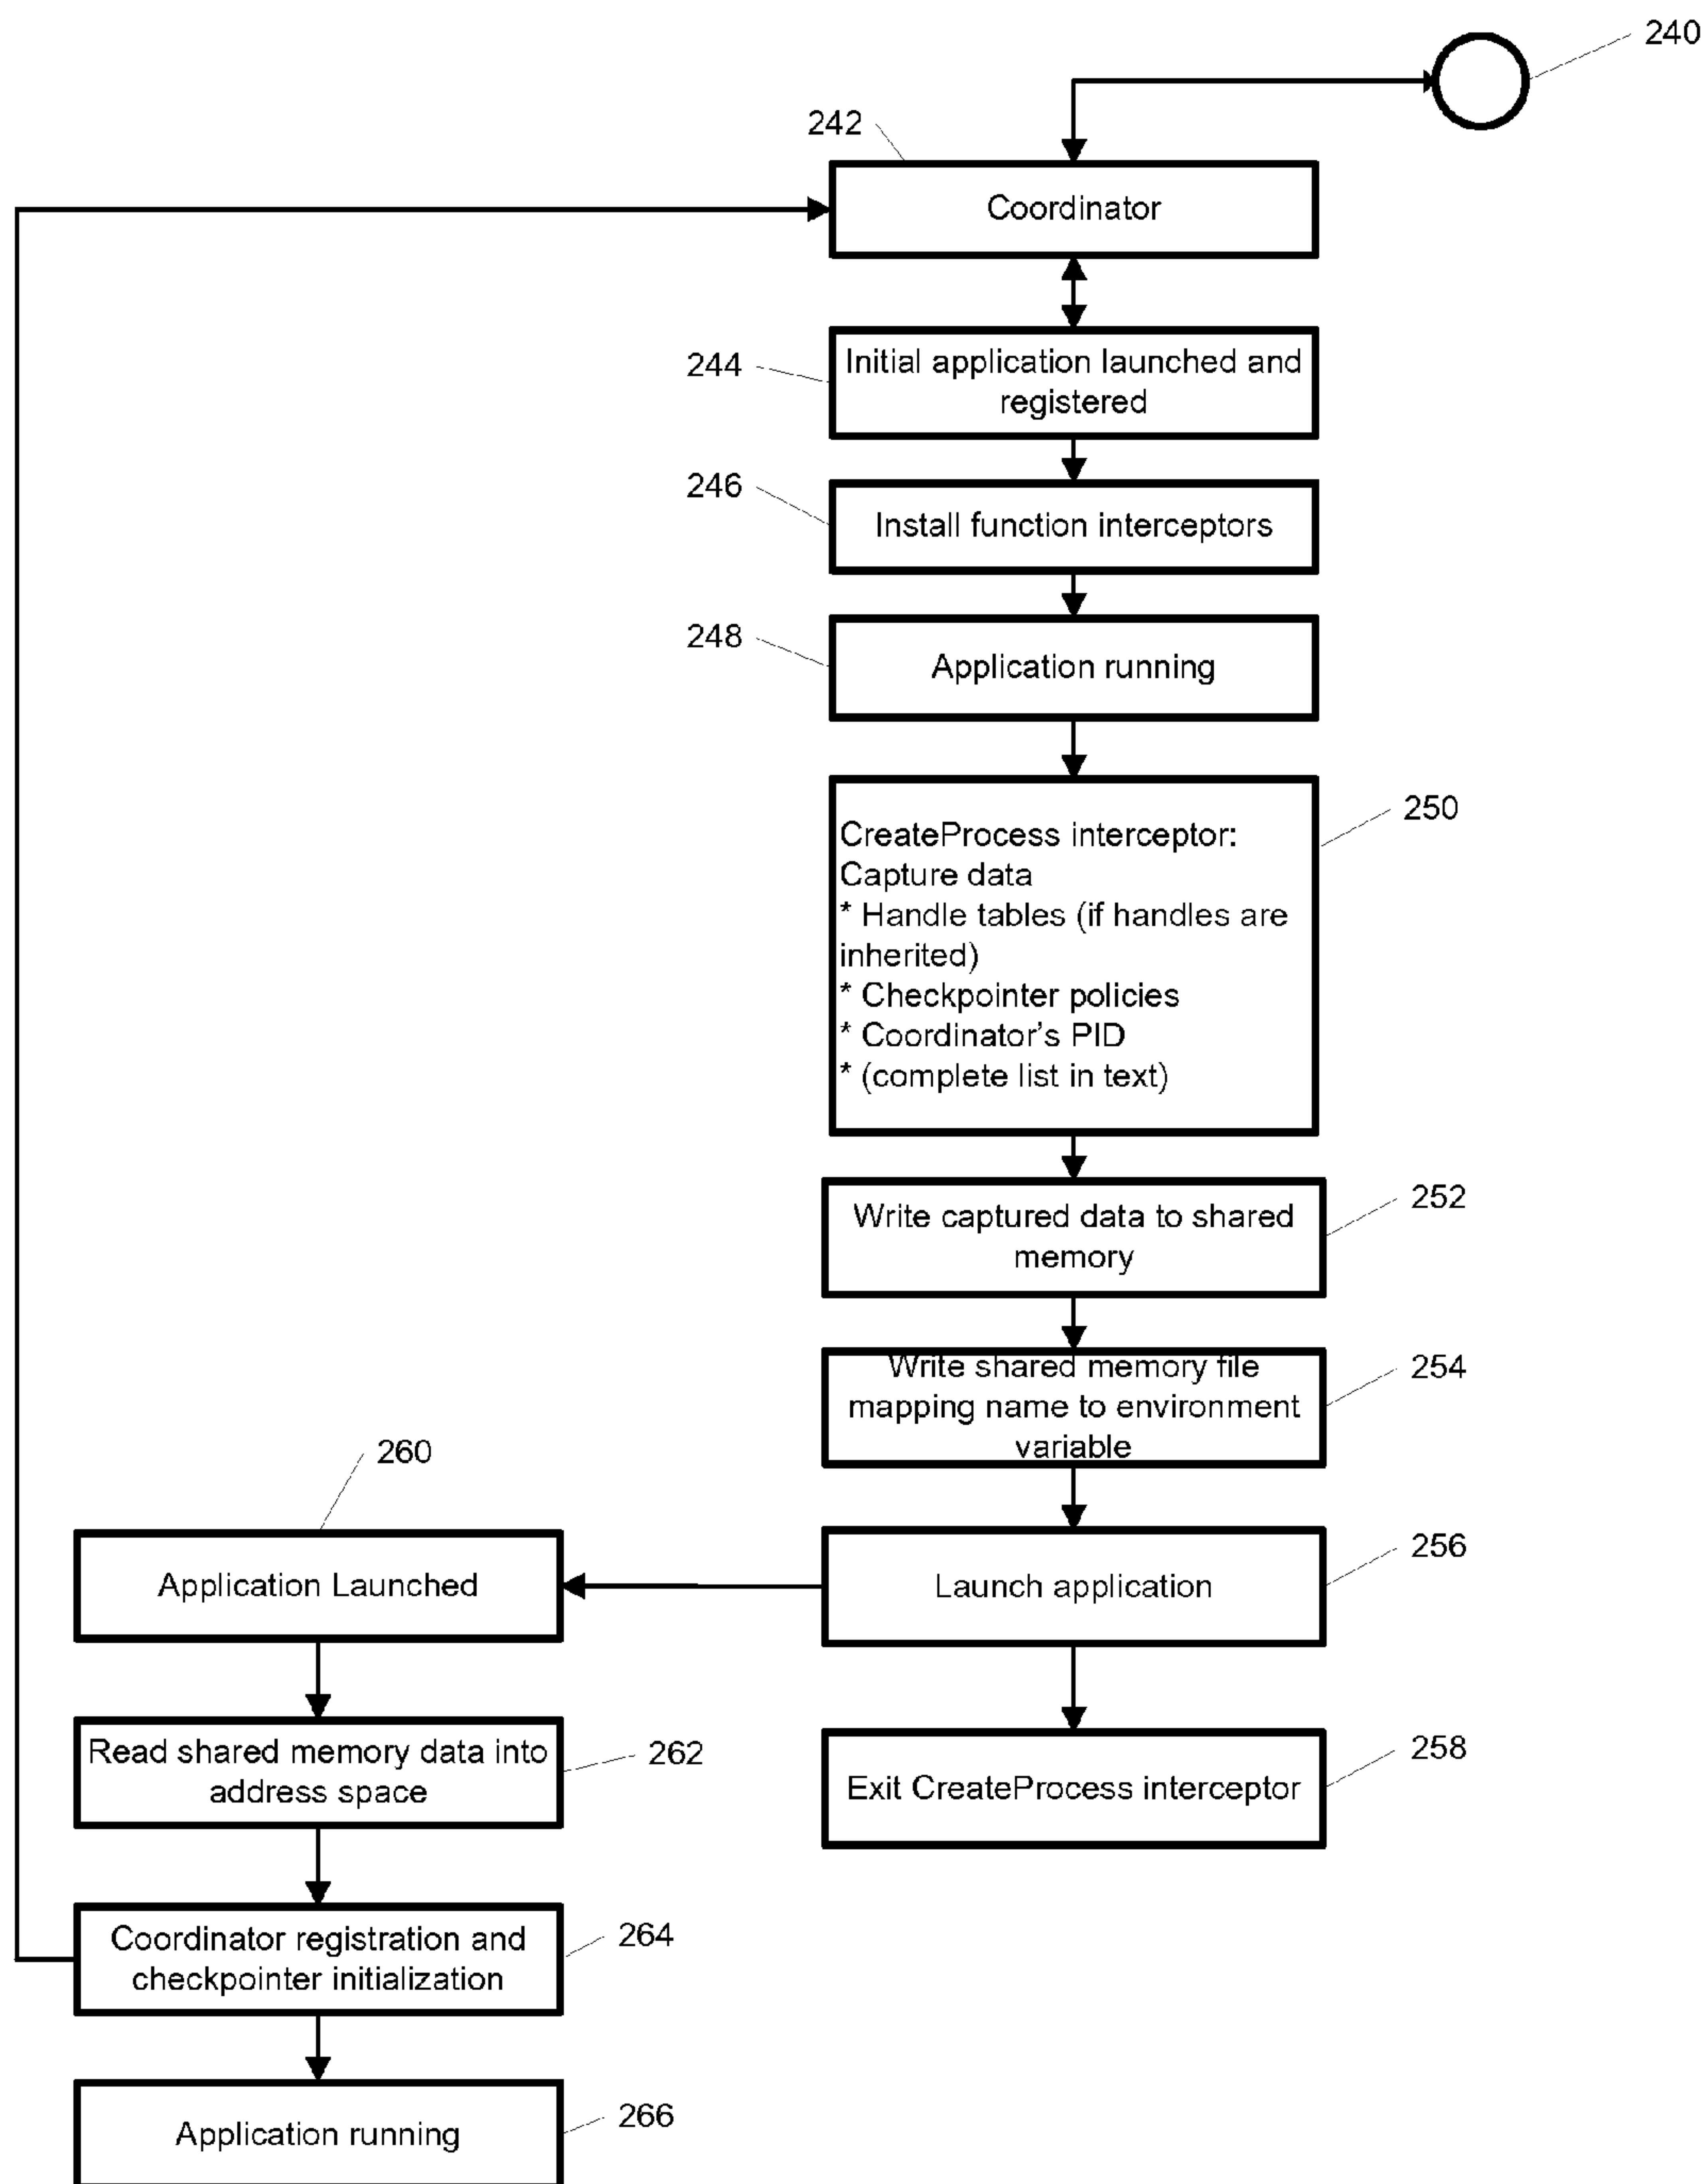 240
242
Coordinator
244
Initial application launched and
registered
246
Install function interceptors
248
Application running
250
CreateProcess interceptor:
Capture data
* Handle tables (if handles are
inherited)
* Checkpointer policies
* Coordinator's PID
* (complete list in text)
252
Write captured data to shared
memory
254
Write shared memory file
mapping name to environment
variable
260
256
Application Launched
Launch application
262
Read shared memory data into
address space
258
Exit CreateProcess interceptor
264
Coordinator registration and
checkpointer initialization
266
Application running